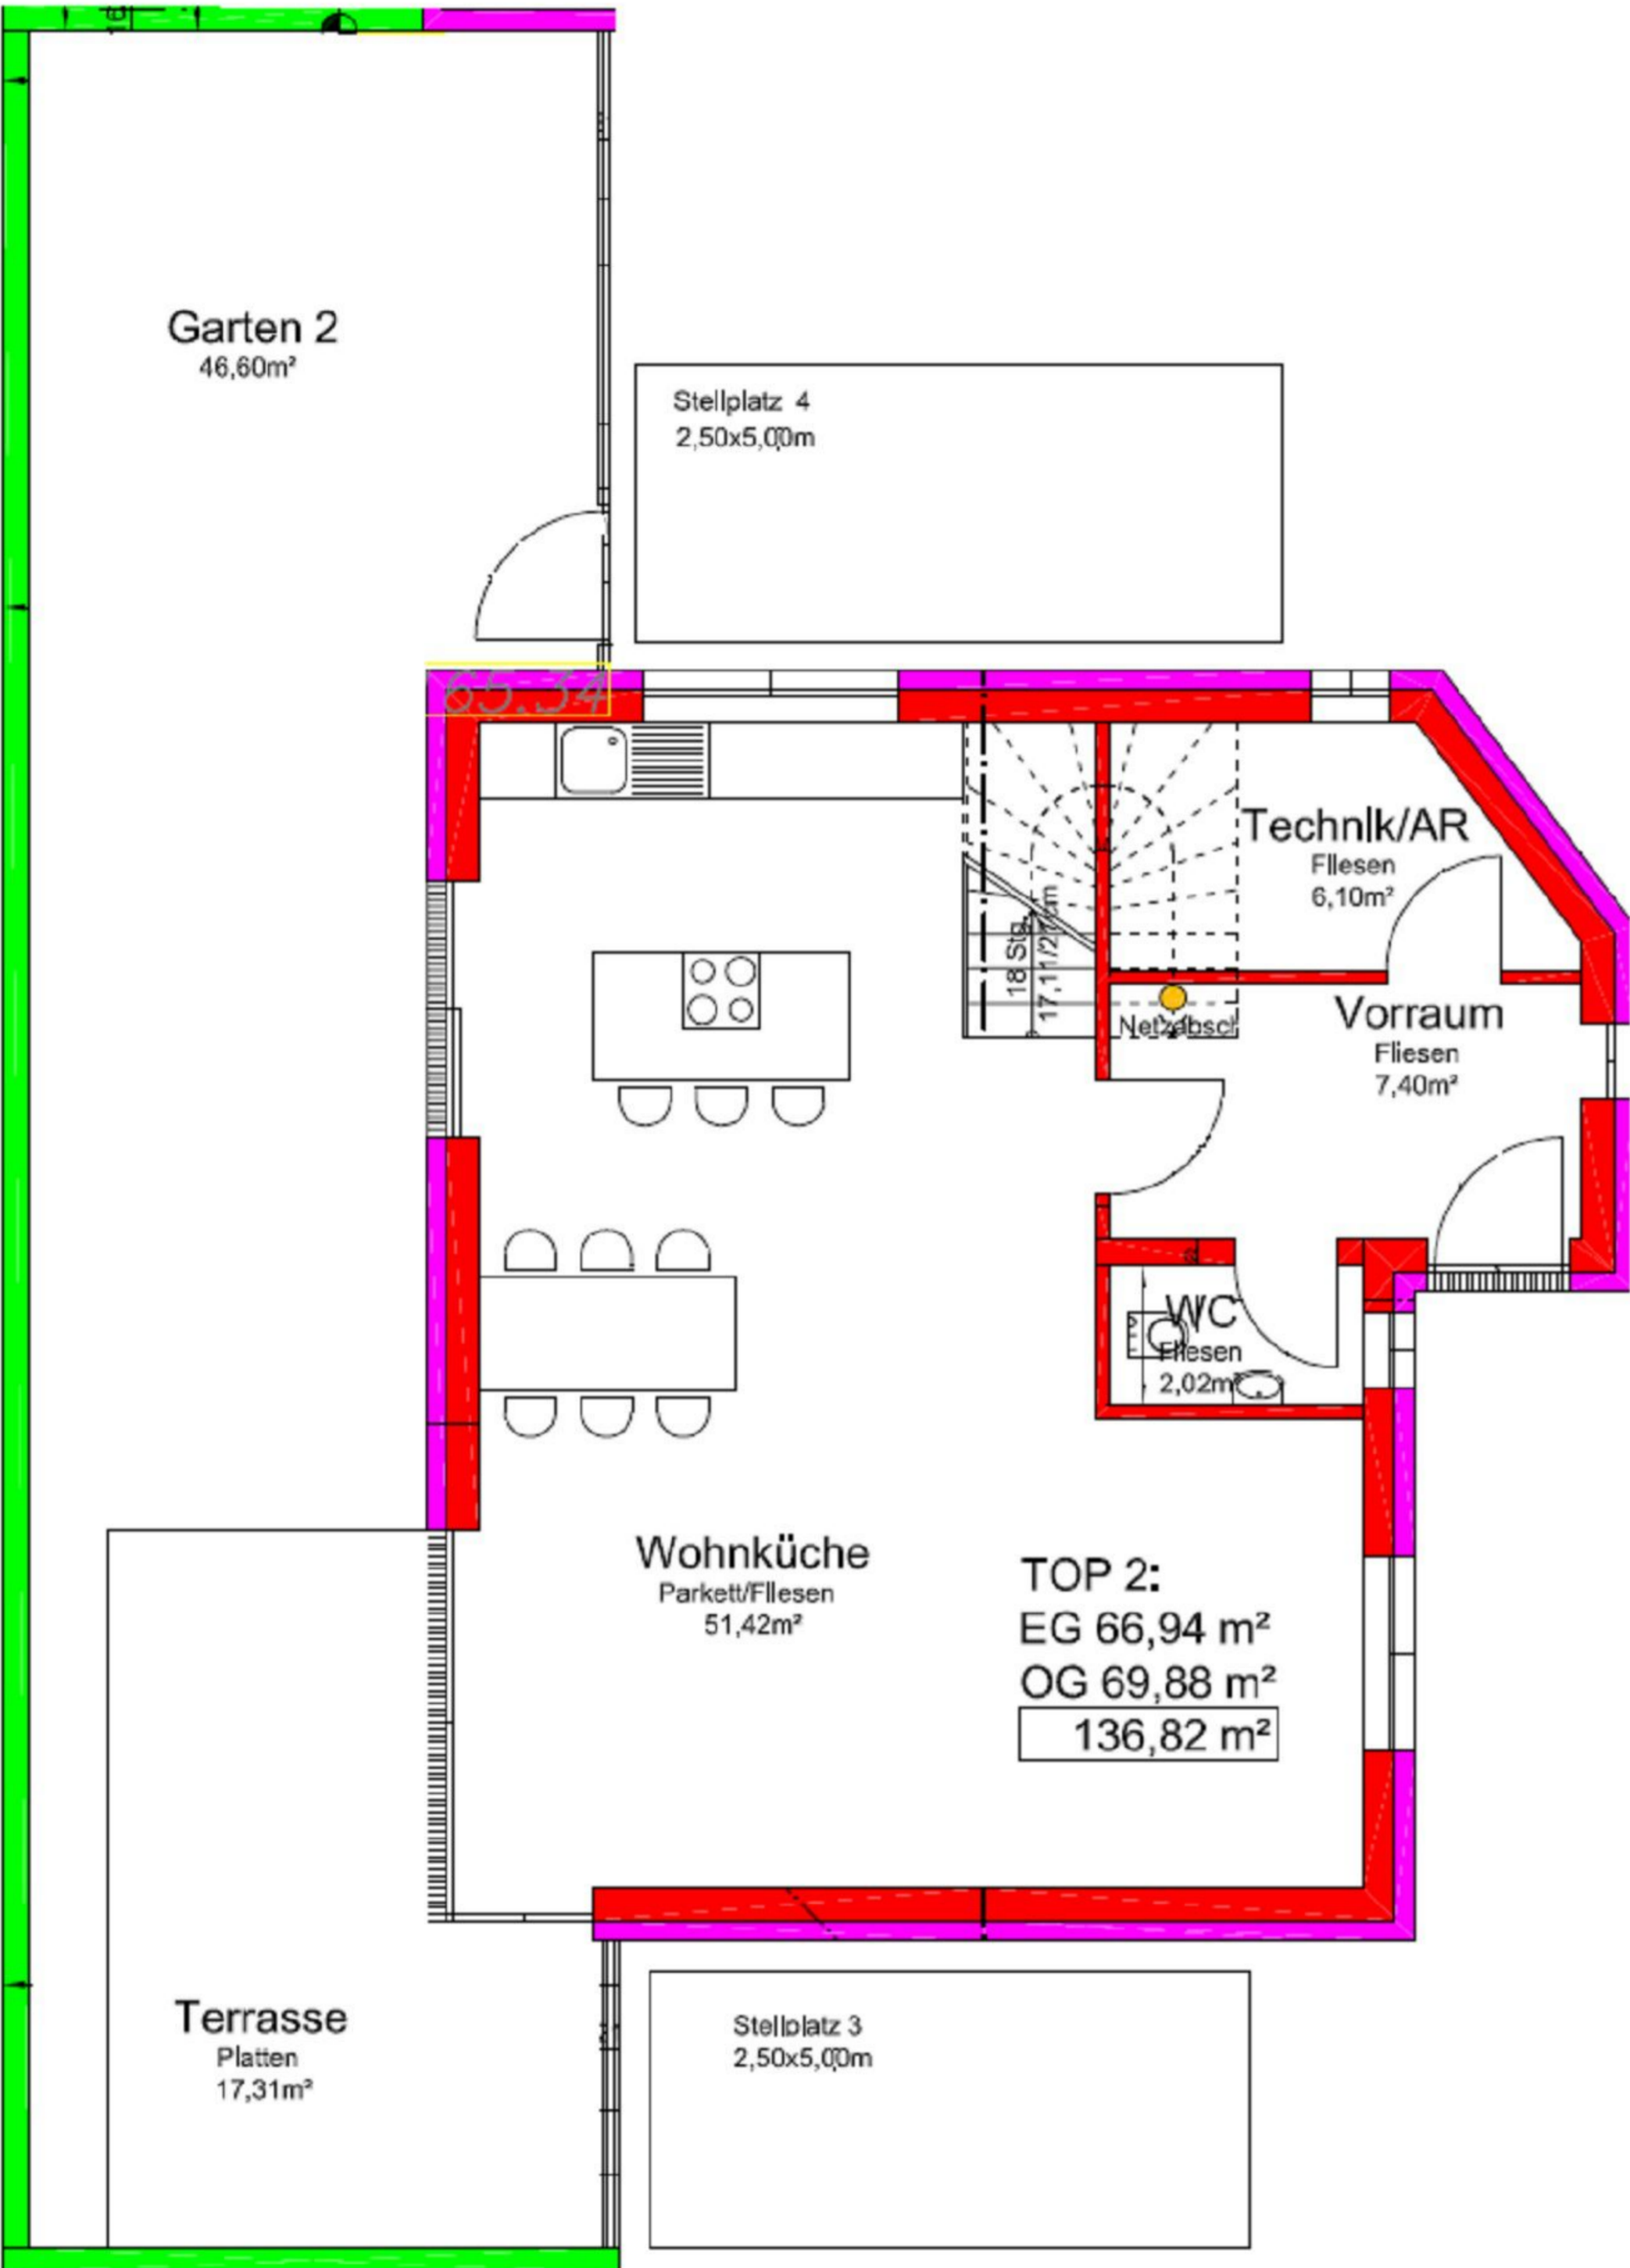 Garten 2
46,60m²
Stellplatz 4
2,50x5,00m
65.34
Technik/AR
Fliesen
6,10m²
18 Stg.
Netzabschl
Vorraum
Fliesen
7,40m²
WC
Fliesen
2,02m²
Wohnküche
Parkett/Fliesen
51,42m²
TOP 2:
EG 66,94 m²
OG 69,88 m²
136,82 m²
Terrasse
Platten
17,31m²
Stellplatz 3
2,50x5,00m